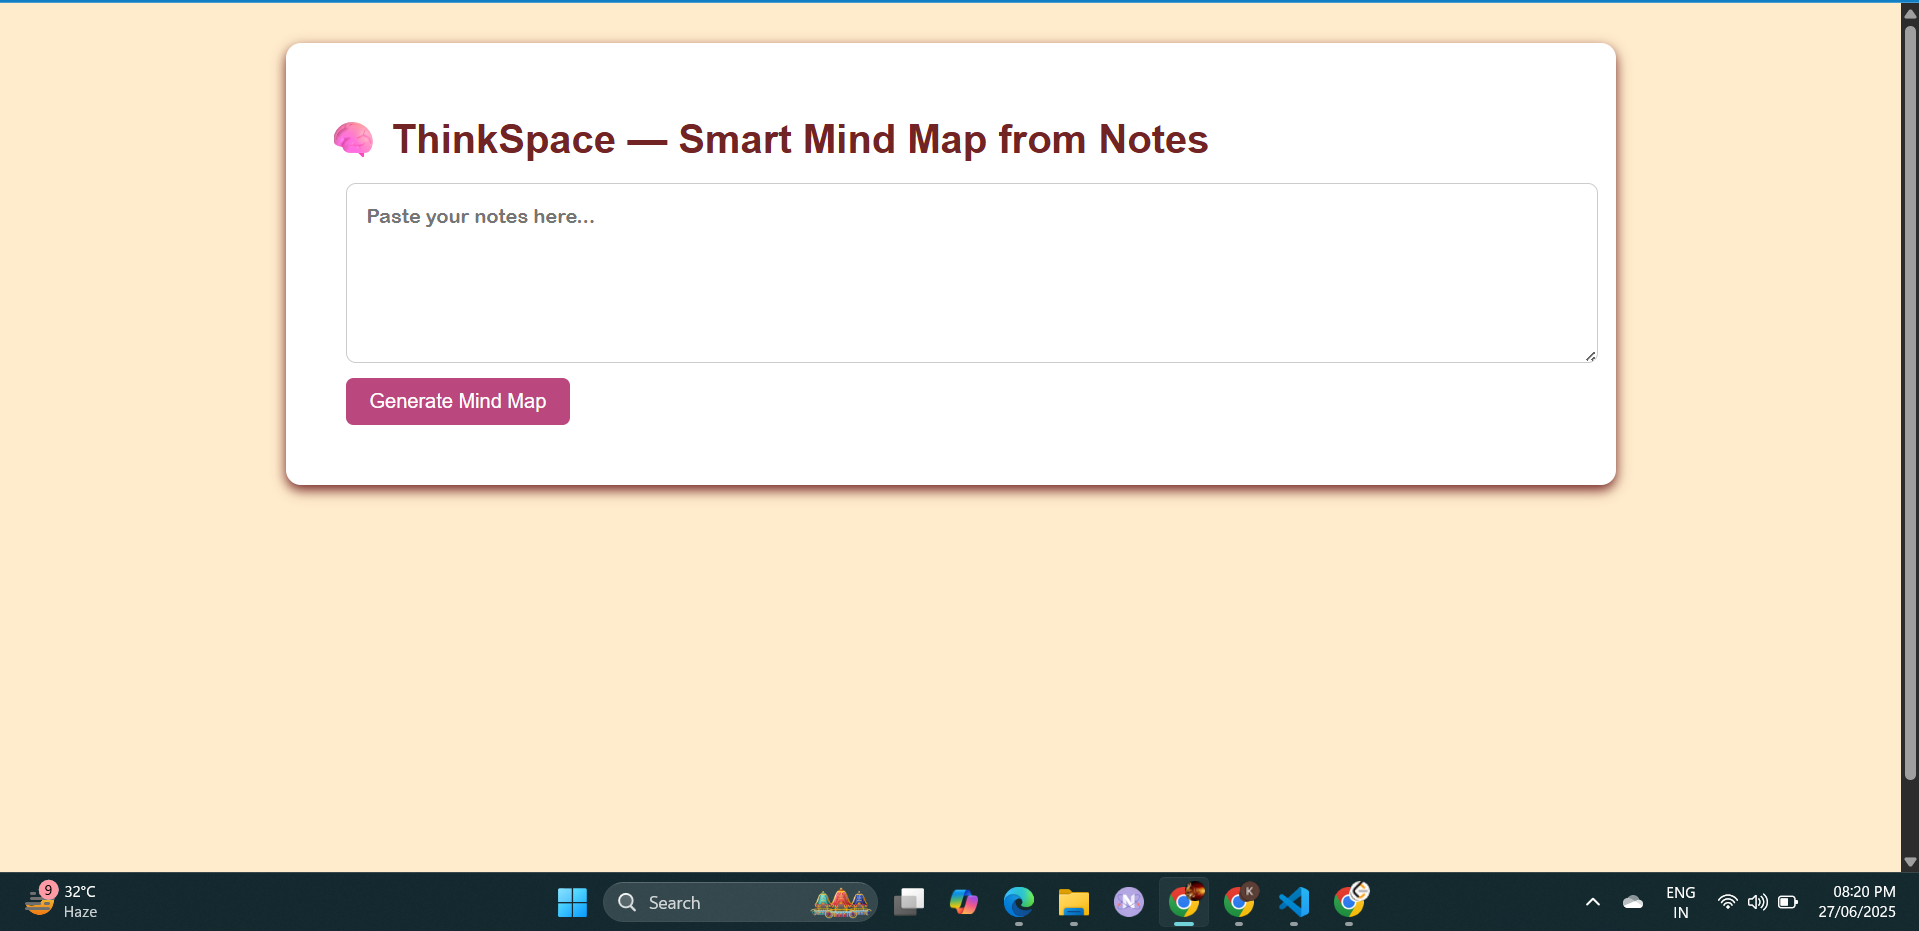 🧠 ThinkSpace — Smart Mind Map from Notes
Paste your notes here...
Generate Mind Map
9
32°C
Haze
Search
N
K
ENG
IN
08:20 PM
27/06/2025